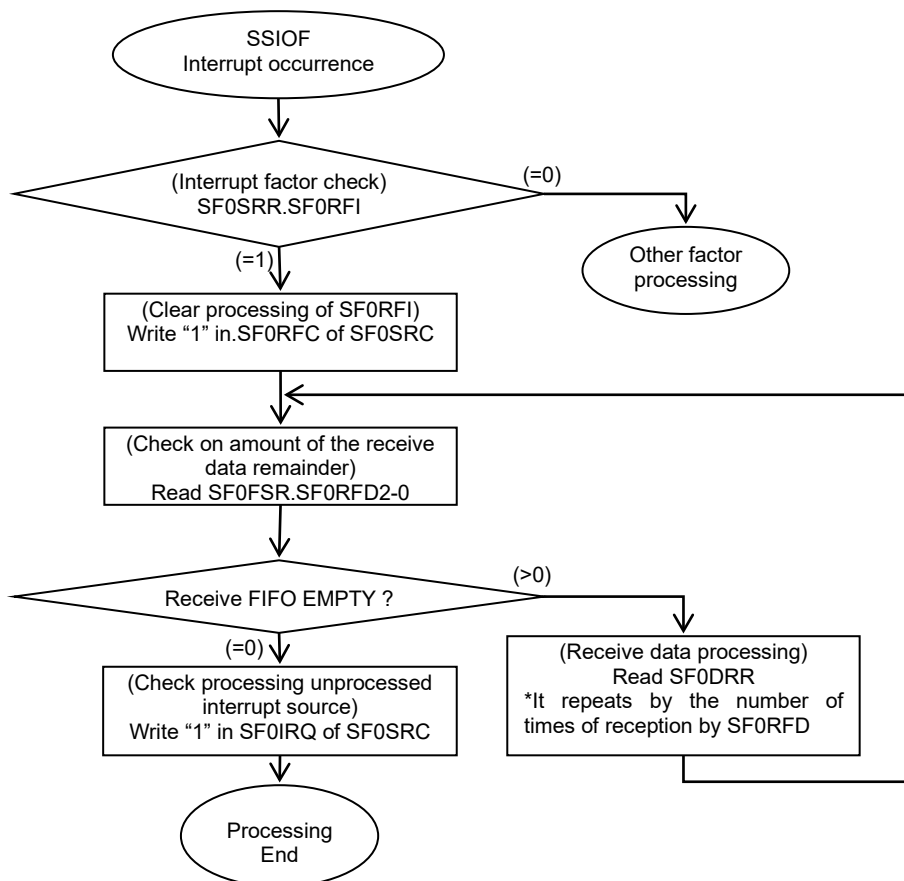 SSIOF
Interrupt occurrence
(Interrupt factor check)
SF0SRR.SF0RFI
(=0)
(=1)
Other factor
processing
(Clear processing of SF0RFI)
Write “1” in.SF0RFC of SF0SRC
(Check on amount of the receive
data remainder)
Read SF0FSR.SF0RFD2-0
Receive FIFO EMPTY ?
(>0)
(=0)
(Receive data processing)
Read SF0DRR
*It repeats by the number of
times of reception by SF0RFD
(Check processing unprocessed
interrupt source)
Write “1” in SF0IRQ of SF0SRC
Processing
End